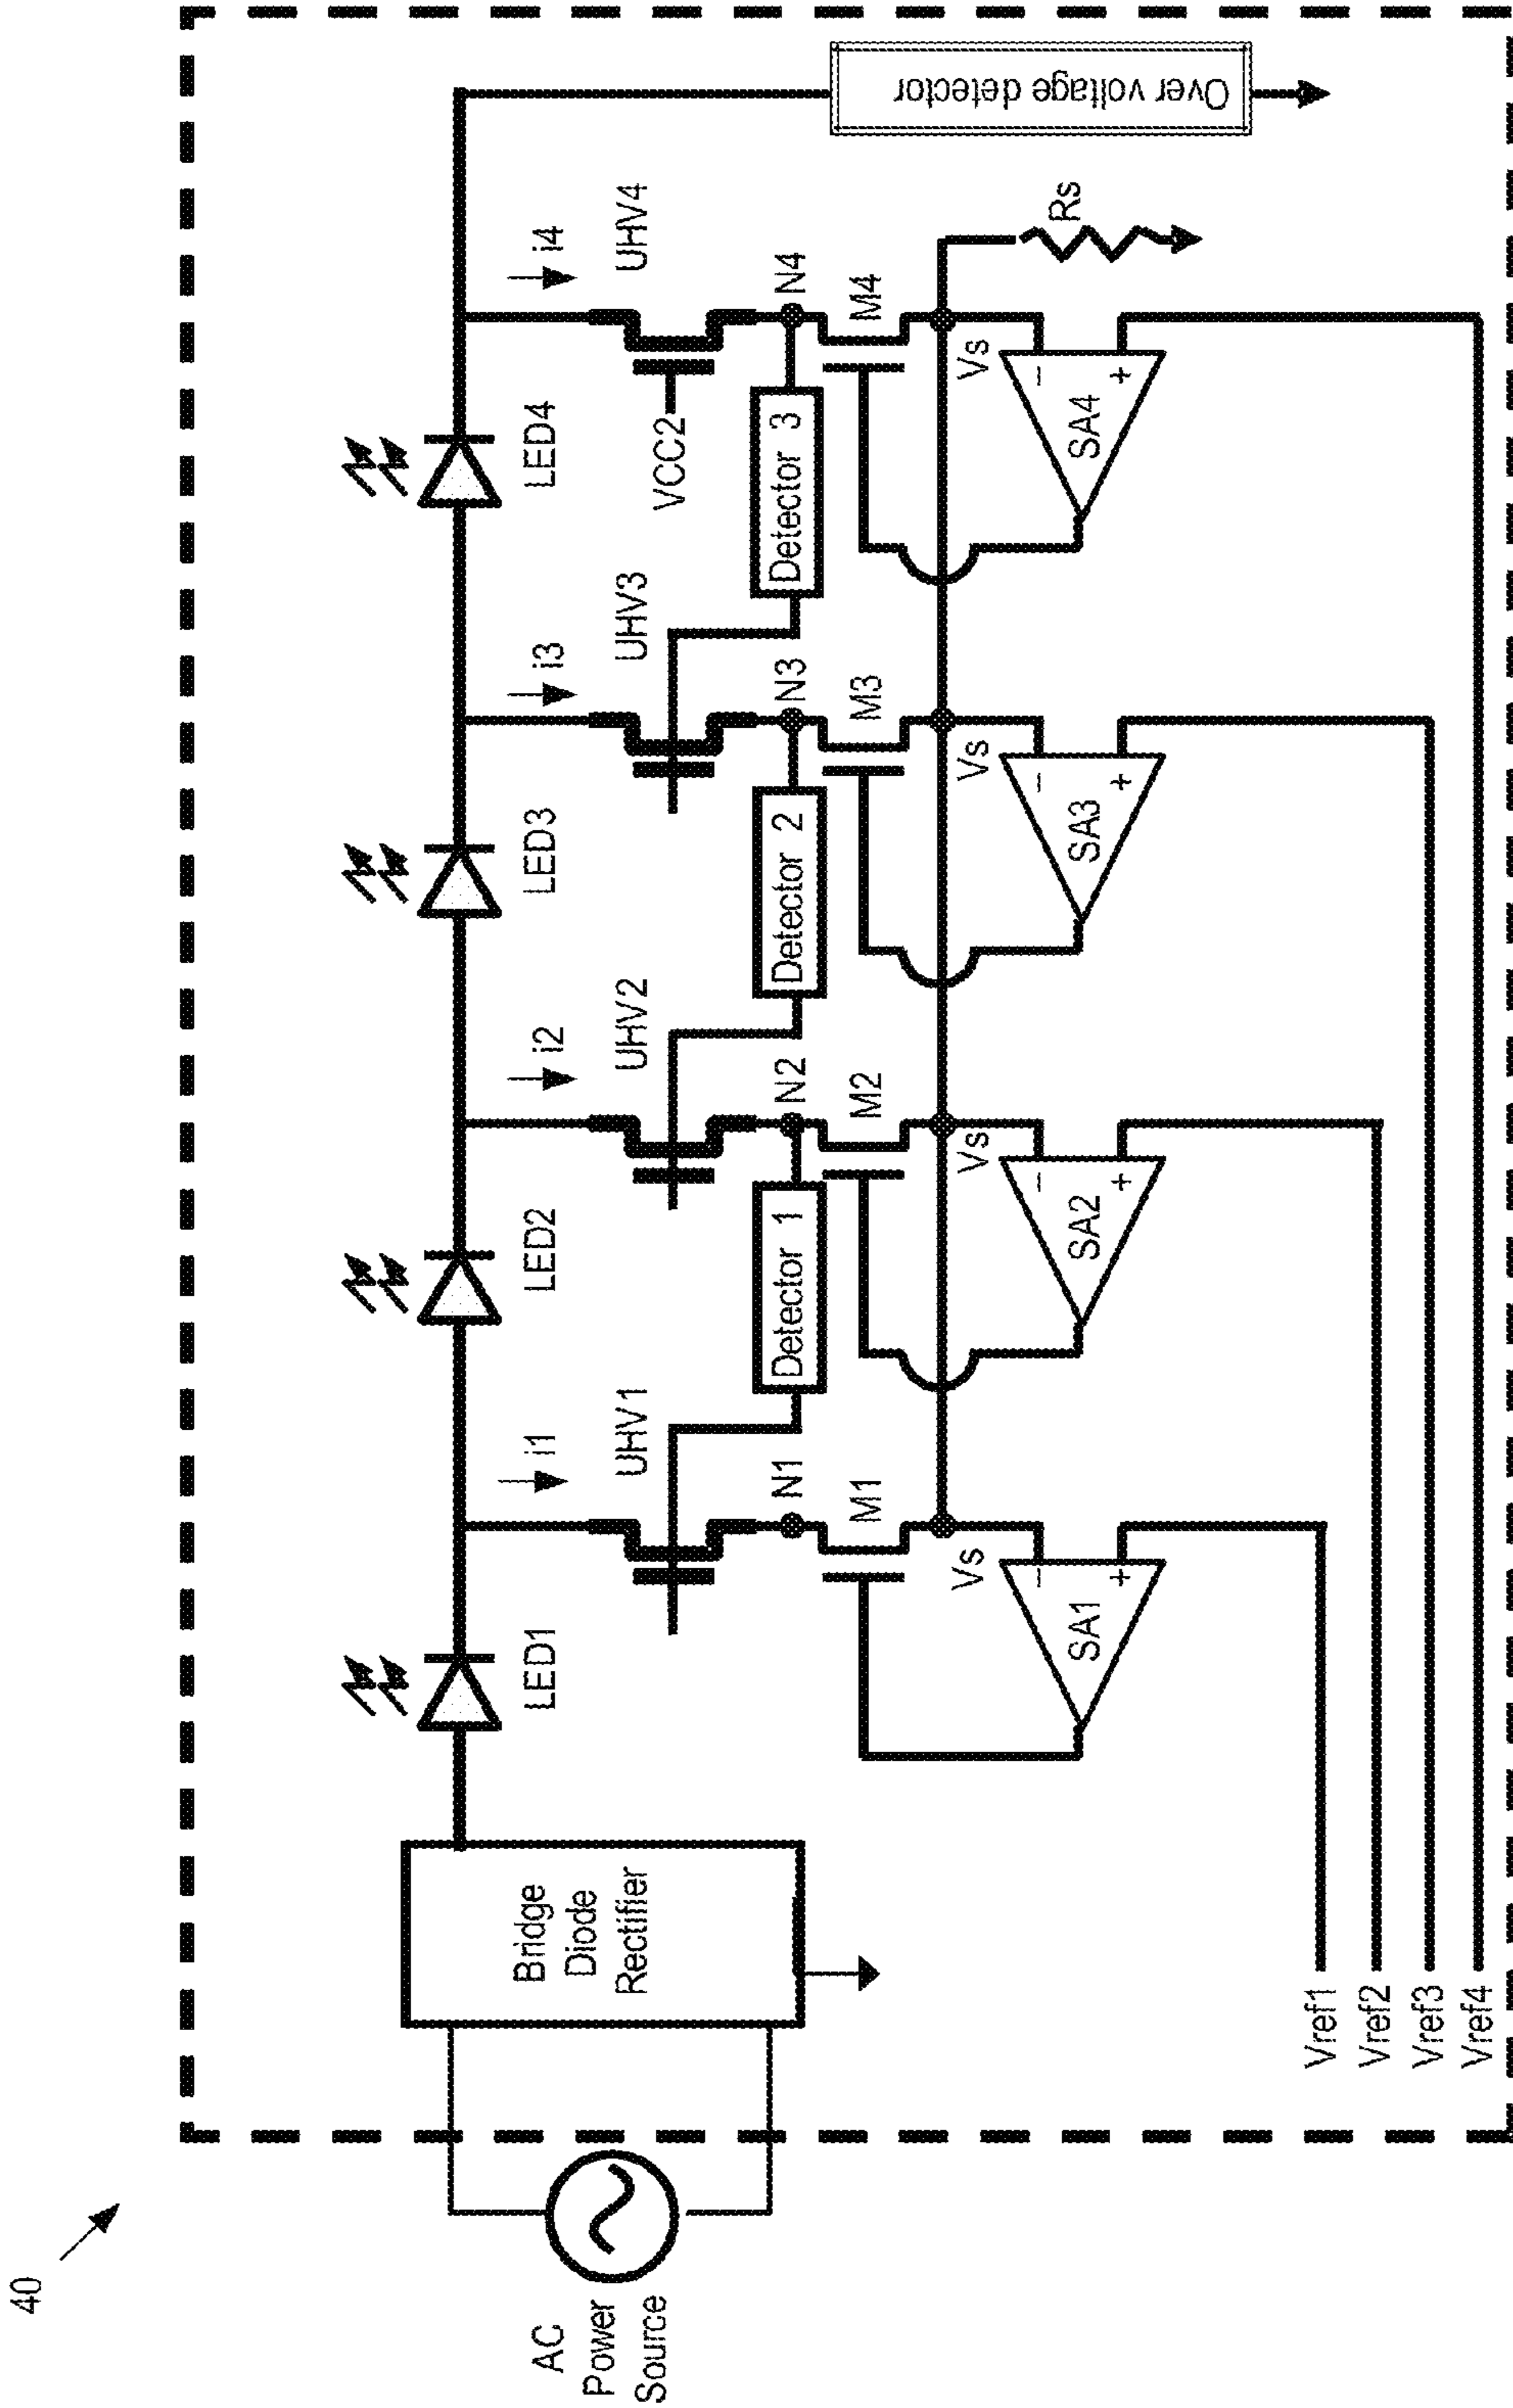 40
AC
Power
Source
Bridge
Diode
Rectifier
LED1
LED2
LED3
LED4
i1
i2
i3
i4
UHV1
UHV2
UHV3
UHV4
VCC2
N1
Detector 1
N2
Detector 2
N3
Detector 3
N4
M1
M2
M3
M4
Vs
Vs
Vs
Vs
Rs
Over voltage detector
−
+
SA1
−
+
SA2
−
+
SA3
−
+
SA4
Vref1
Vref2
Vref3
Vref4